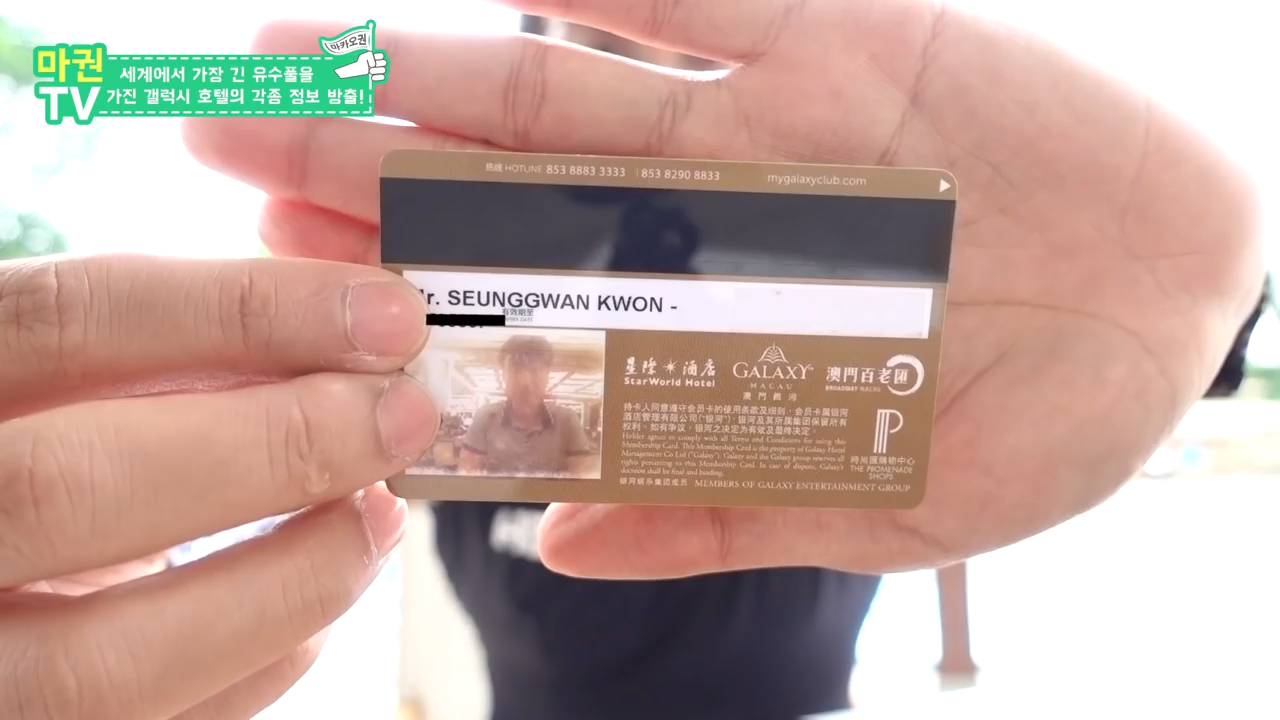 마카오권
마권
TV
세계에서 가장 긴 유수풀을
가진 갤럭시 호텔의 각종 정보 방출!
热线 HOTLINE 853 8883 3333 | 853 8290 8833
mygalaxyclub.com
Mr. SEUNGGWAN KWON -
有效期至
EXPIRY DATE
星際酒店
StarWorld Hotel
GALAXY™
MACAU
澳門銀河
澳門百老匯
BROADWAY MACAU
持卡人同意遵守会员卡的使用条款及细则，会员卡属银河
酒店管理有限公司("银河")；银河及其所属集团保留所有
权利。如有争议，银河之决定为有效及最终决定。
Holder agrees to comply with all Terms and Conditions for using this
Membership Card. This Membership Card is the property of Galaxy Hotel
Management Co Ltd ("Galaxy"). Galaxy and the Galaxy group reserves all
rights pertaining to this Membership Card. In case of dispute, Galaxy's
decision shall be final and binding.
時尚匯購物中心
THE PROMENADE
SHOPS
银河娱乐集团成员 MEMBERS OF GALAXY ENTERTAINMENT GROUP